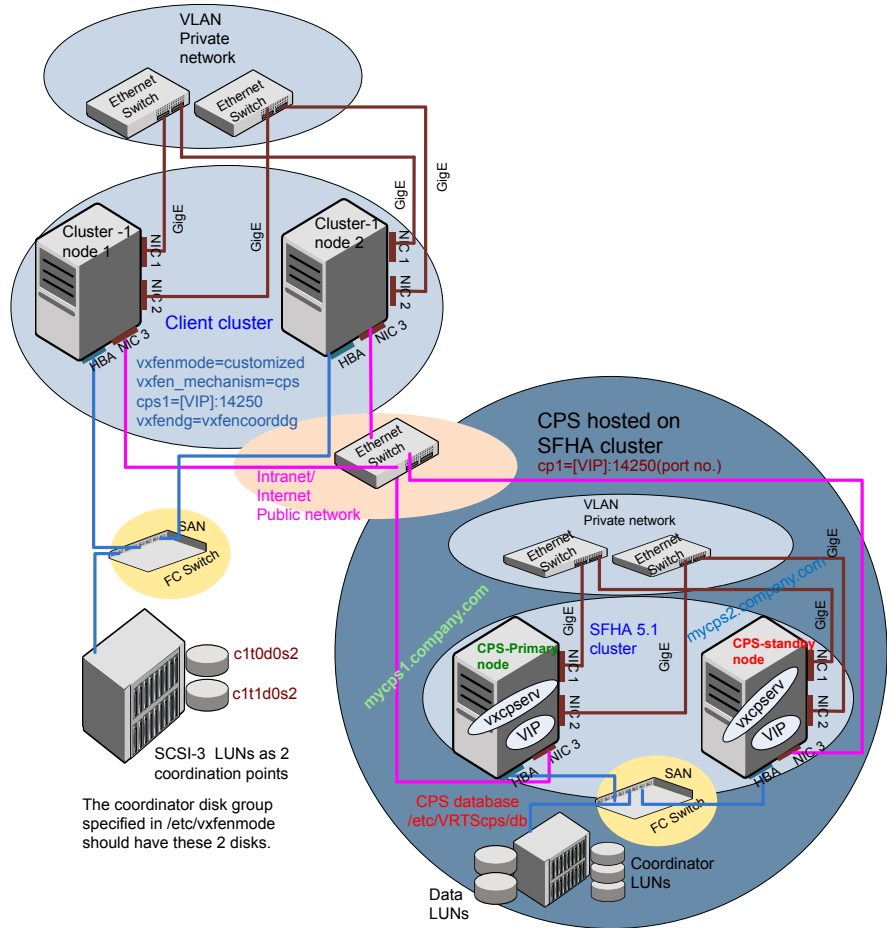 VLAN
Private
network
Ethernet
Switch
Ethernet
Switch
GigE
GigE
GigE
GigE
Cluster -1
node 1
NIC 1
NIC 2
HBA
NIC 3
Cluster-1
node 2
NIC 1
NIC 2
HBA
NIC 3
Client cluster
vxfenmode=customized
vxfen_mechanism=cps
cps1=[VIP]:14250
vxfendg=vxfencoorddg
Ethernet
Switch
Intranet/
Internet
Public network
SAN
FC Switch
c1t0d0s2
c1t1d0s2
SCSI-3 LUNs as 2
coordination points
The coordinator disk group
specified in /etc/vxfenmode
should have these 2 disks.
CPS hosted on
SFHA cluster
cp1=[VIP]:14250(port no.)
VLAN
Private network
Ethernet
Switch
Ethernet
Switch
GigE
GigE
GigE
GigE
mycps1.company.com
mycps2.company.com
SFHA 5.1
cluster
CPS-Primary
node
vxcpserv
VIP
NIC 1
NIC 2
HBA
NIC 3
CPS-standby
node
vxcpserv
VIP
NIC 1
NIC 2
HBA
NIC 3
SAN
FC Switch
CPS database
/etc/VRTScps/db
Data
LUNs
Coordinator
LUNs